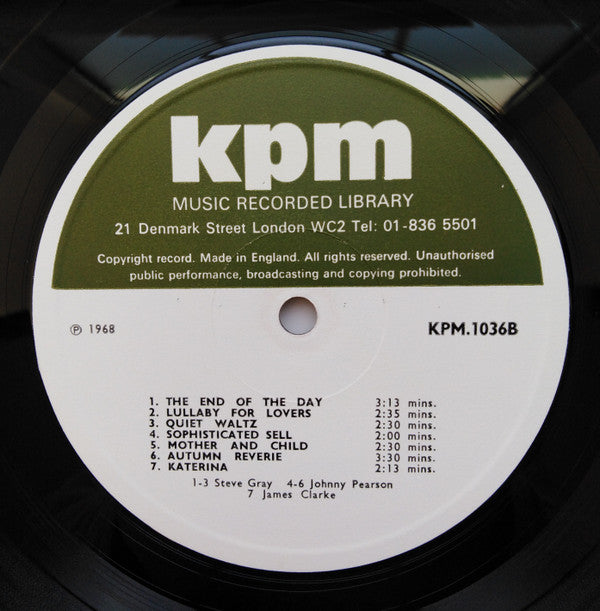 kpm
MUSIC RECORDED LIBRARY
21 Denmark Street London WC2 Tel: 01-836 5501
Copyright record. Made in England. All rights reserved. Unauthorised
public performance, broadcasting and copying prohibited.
℗ 1968
KPM.1036B
1. THE END OF THE DAY 3:13 mins.
2. LULLABY FOR LOVERS 2:35 mins.
3. QUIET WALTZ 2:30 mins.
4. SOPHISTICATED SELL 2:00 mins.
5. MOTHER AND CHILD 2:30 mins.
6. AUTUMN REVERIE 3:30 mins.
7. KATERINA 2:13 mins.
1-3 Steve Gray 4-6 Johnny Pearson
7 James Clarke